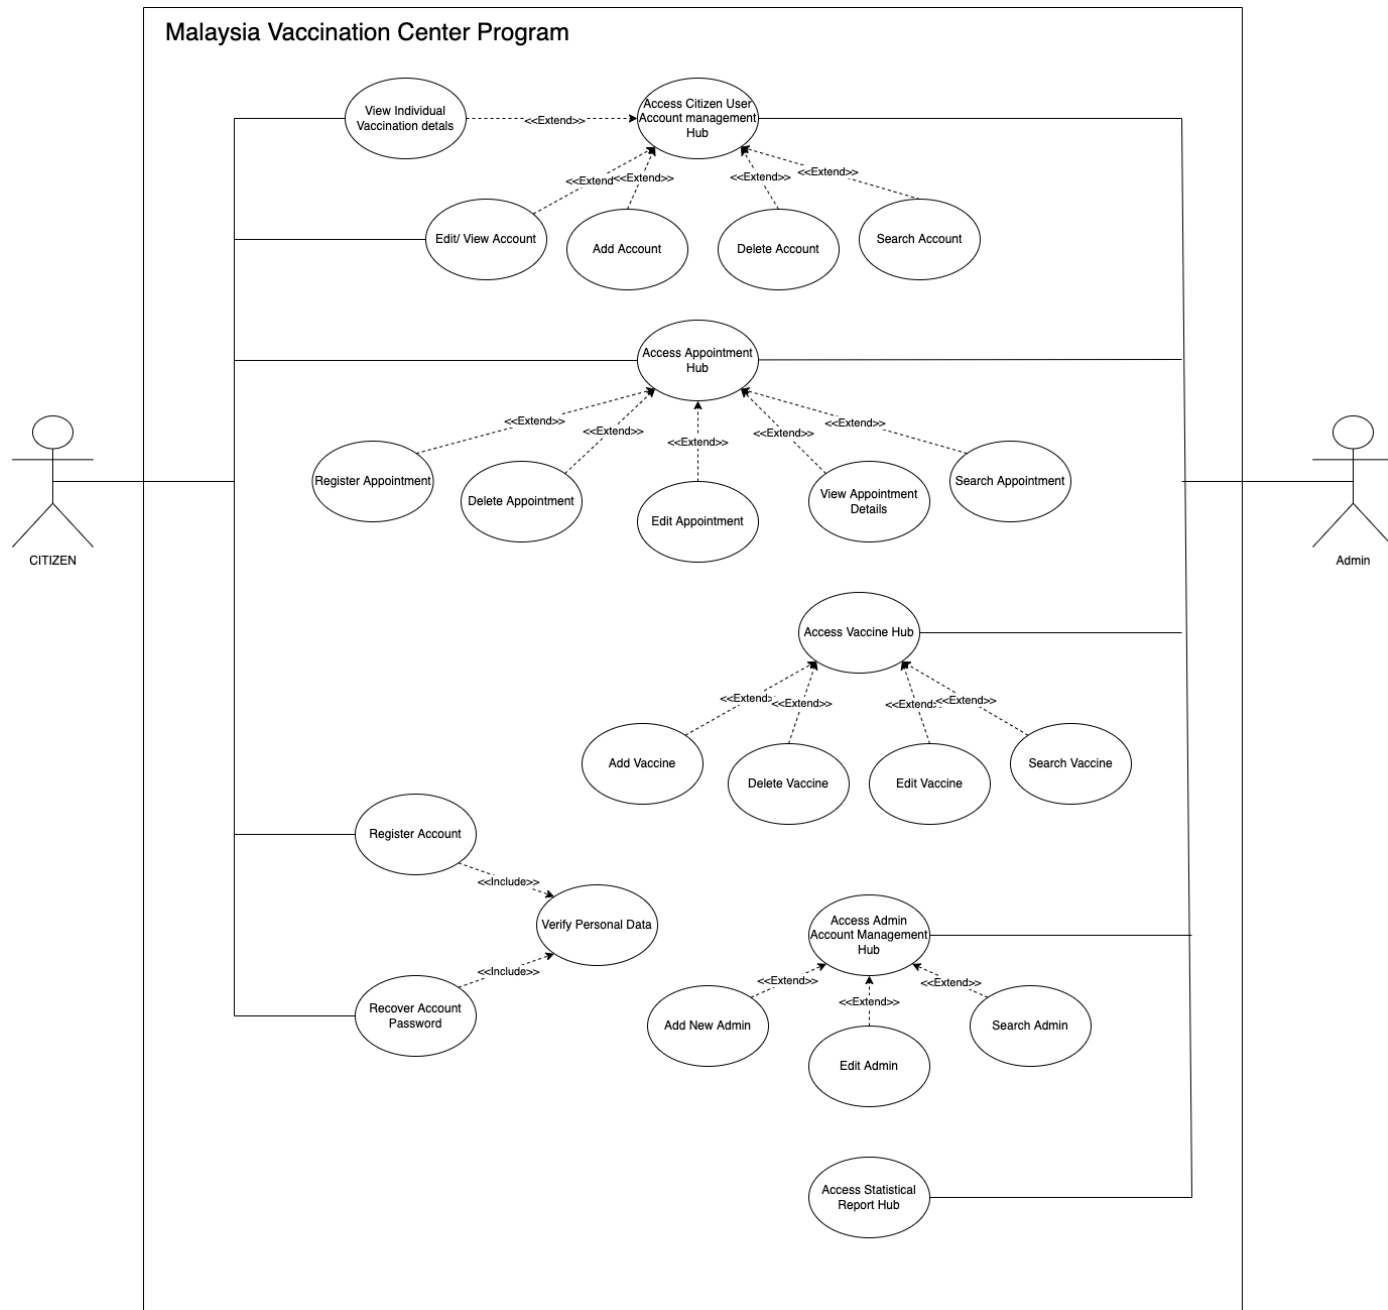 Malaysia Vaccination Center Program
View Individual
Vaccination detals
<<Extend>>
Access Citizen User
Account management
Hub
<<Extend
<<Extend>>
<<Extend>>
<<Extend>>
Edit/ View Account
Add Account
Delete Account
Search Account
Access Appointment
Hub
<<Extend>>
<<Extend>>
<<Extend>>
<<Extend>>
<<Extend>>
Register Appointment
Delete Appointment
Edit Appointment
View Appointment
Details
Search Appointment
CITIZEN
Admin
Access Vaccine Hub
<<Extend>
<<Extend>>
<<Extend>
<<Extend>>
Add Vaccine
Delete Vaccine
Edit Vaccine
Search Vaccine
Register Account
<<Include>>
Verify Personal Data
<<Include>>
Recover Account
Password
Access Admin
Account Management
Hub
<<Extend>>
<<Extend>>
<<Extend>>
Add New Admin
Edit Admin
Search Admin
Access Statistical
Report Hub